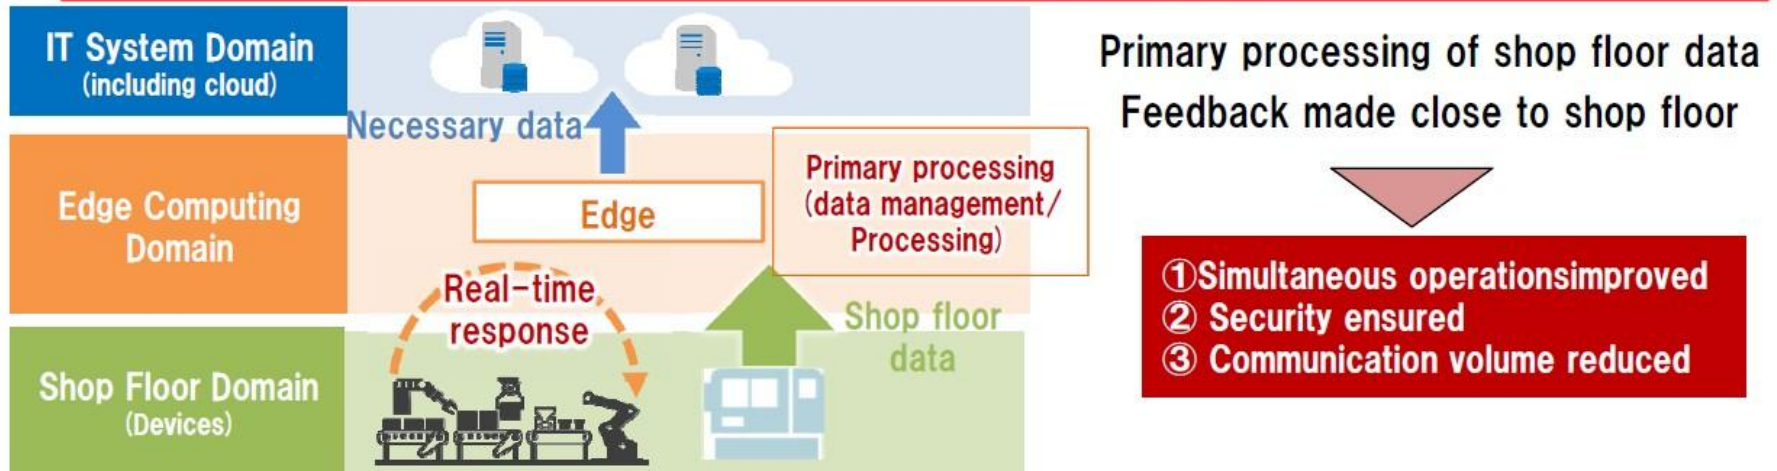 IT System Domain
(including cloud)
Necessary data
Edge Computing
Domain
Edge
Primary processing
(data management/
Processing)
Real-time
response
Shop floor
data
Shop Floor Domain
(Devices)
Primary processing of shop floor data
Feedback made close to shop floor
①Simultaneous operationsimproved
② Security ensured
③ Communication volume reduced